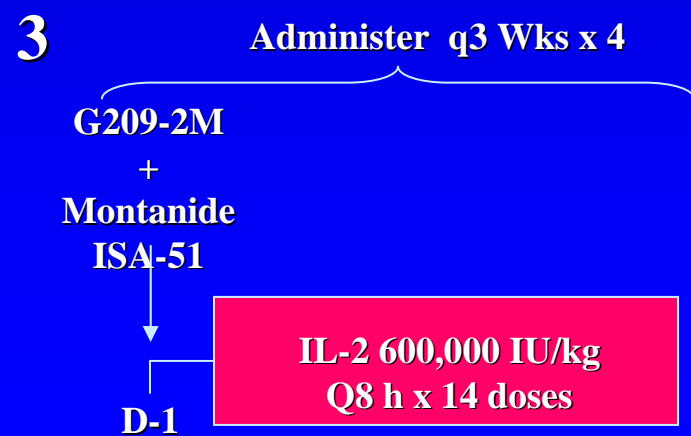 3
Administer q3 Wks x 4
G209-2M
+
Montanide
ISA-51
IL-2 600,000 IU/kg
Q8 h x 14 doses
D-1